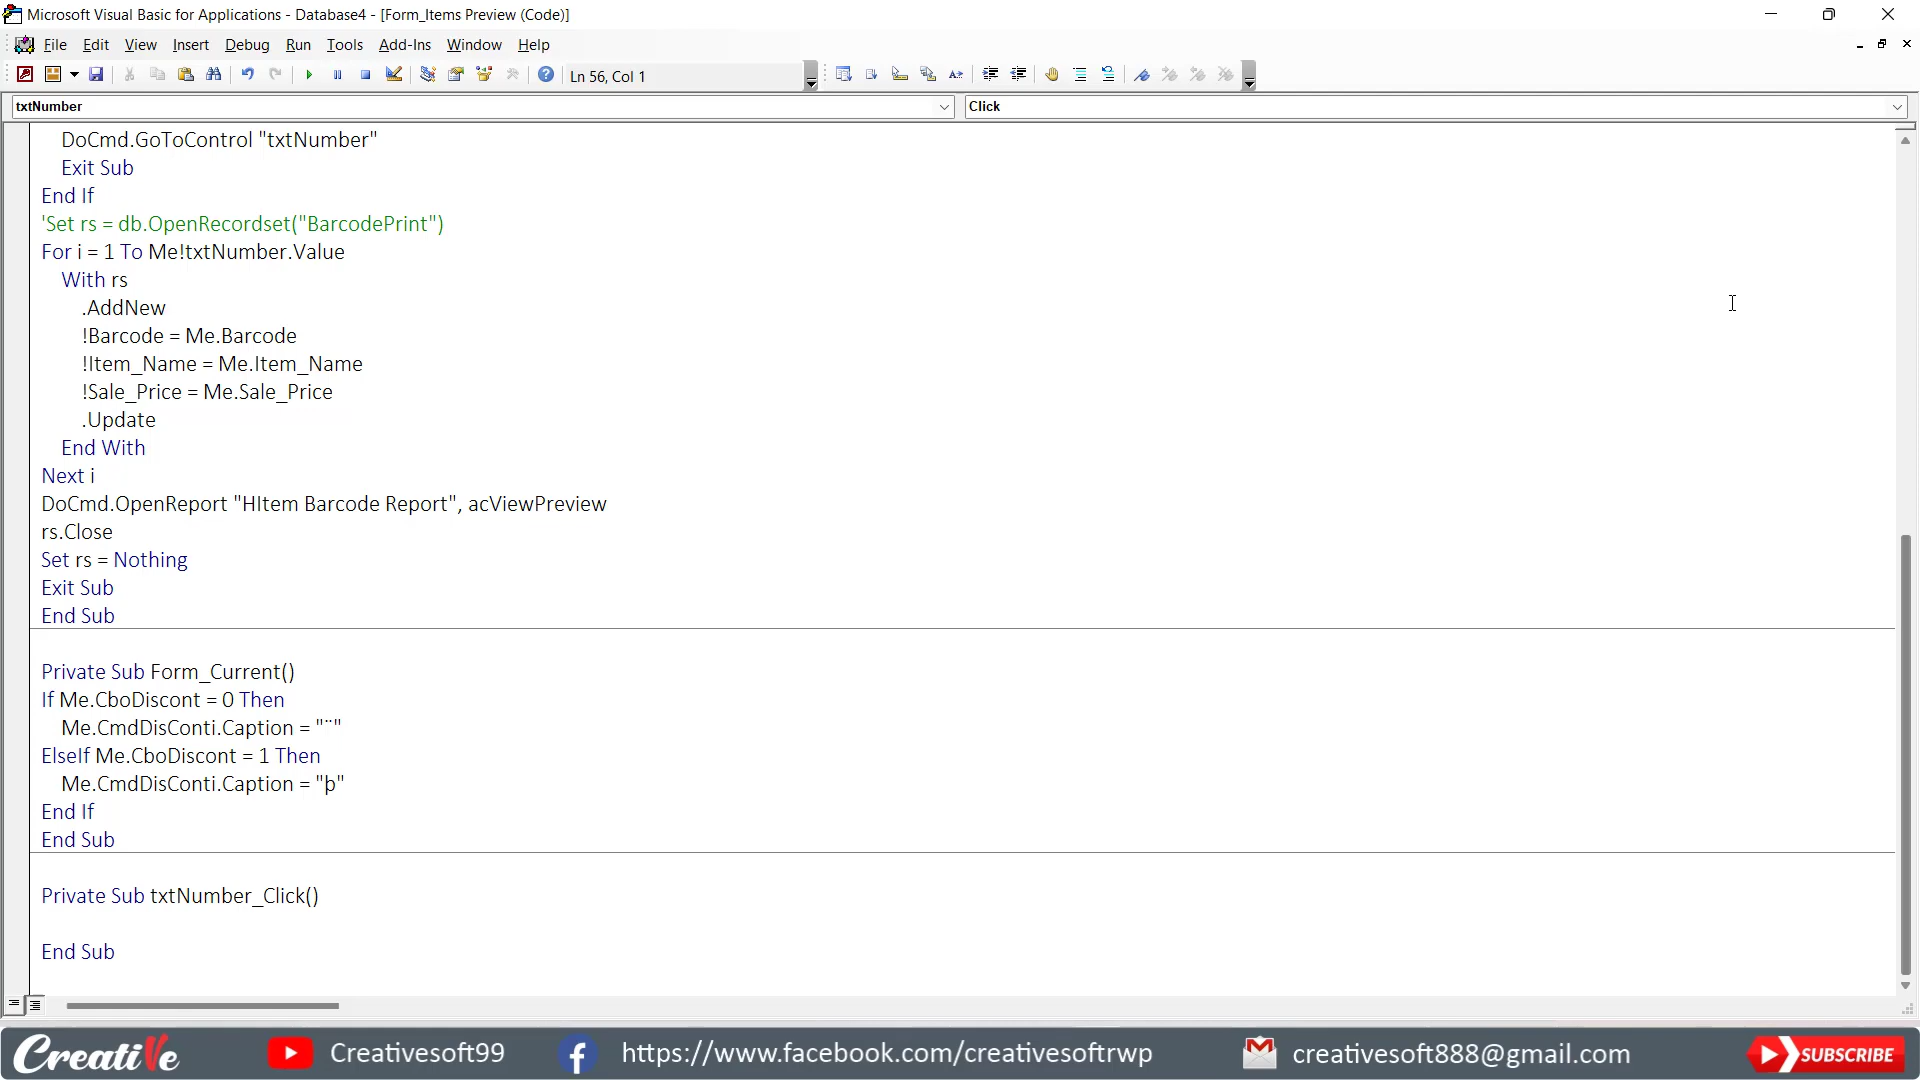 Microsoft Visual Basic for Applications - Database4 - [Form_Items Preview (Code)]
File Edit View Insert Debug Run Tools Add-Ins Window Help
Ln 56, Col 1
txtNumber Click
DoCmd.GoToControl "txtNumber"
Exit Sub
End If
'Set rs = db.OpenRecordset("BarcodePrint")
For i = 1 To Me!txtNumber.Value
With rs
.AddNew
!Barcode = Me.Barcode
!Item_Name = Me.Item_Name
!Sale_Price = Me.Sale_Price
.Update
End With
Next i
DoCmd.OpenReport "HItem Barcode Report", acViewPreview
rs.Close
Set rs = Nothing
Exit Sub
End Sub
Private Sub Form_Current()
If Me.CboDiscont = 0 Then
Me.CmdDisConti.Caption = "¨"
ElseIf Me.CboDiscont = 1 Then
Me.CmdDisConti.Caption = "þ"
End If
End Sub
Private Sub txtNumber_Click()
End Sub
CreatiVe Creativesoft99 https://www.facebook.com/creativesoftrwp creativesoft888@gmail.com SUBSCRIBE